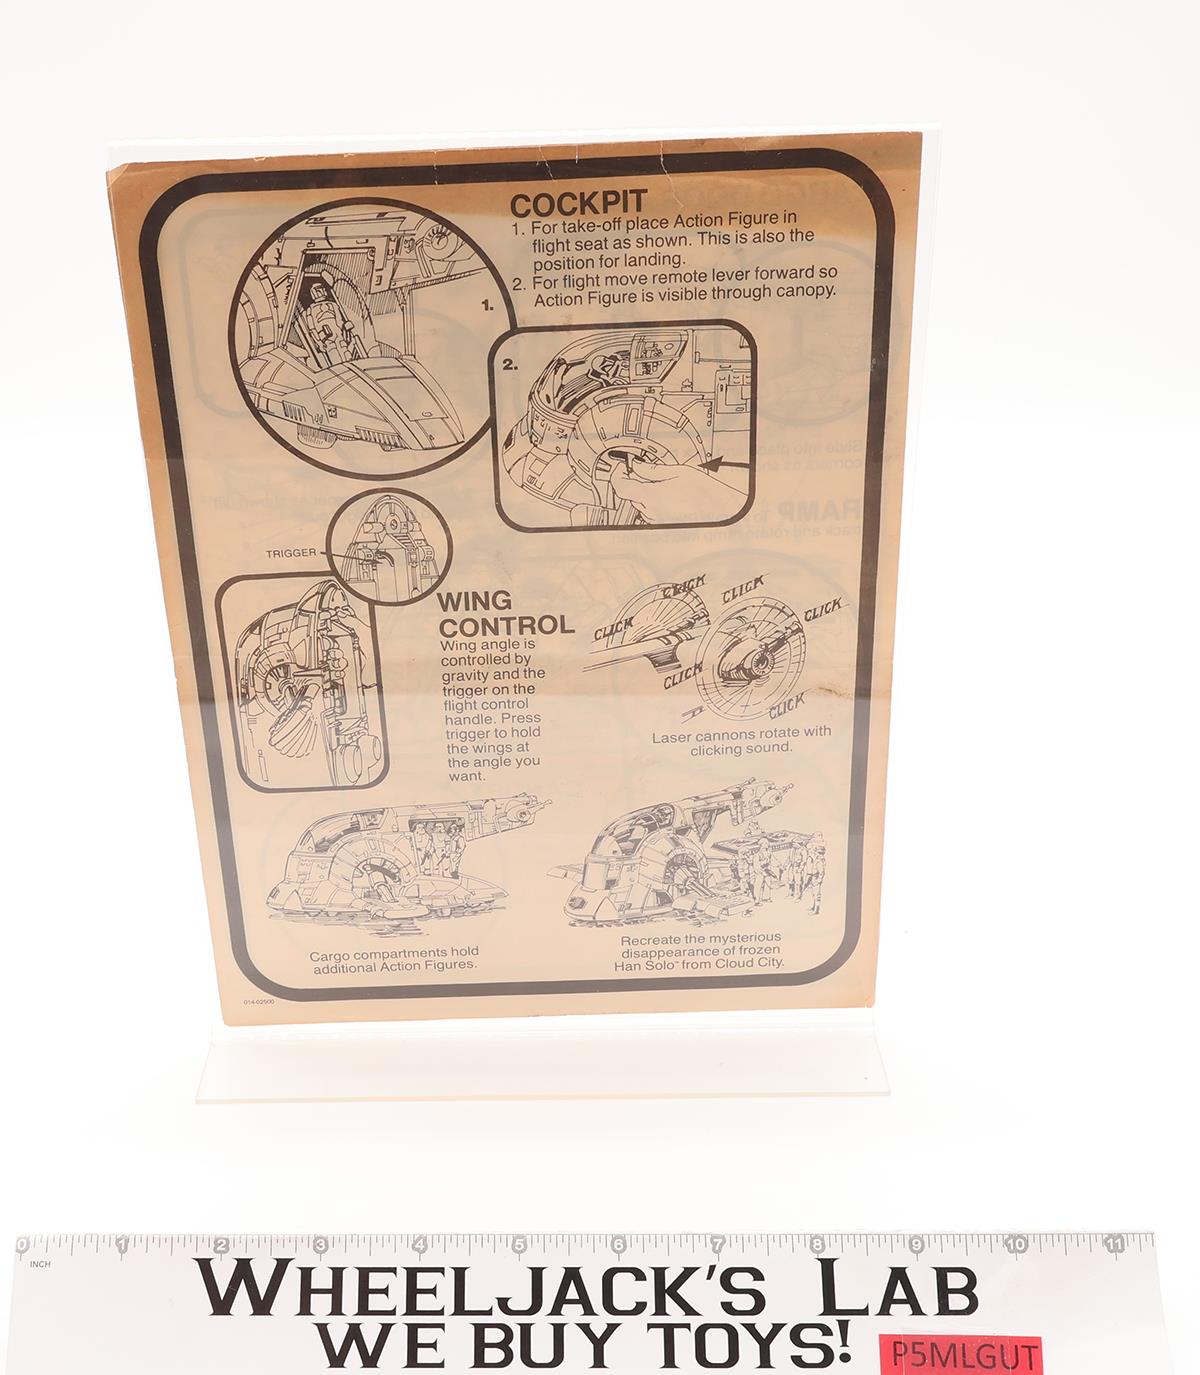 COCKPIT
1. For take-off place Action Figure in
flight seat as shown. This is also the
position for landing.
2. For flight move remote lever forward so
Action Figure is visible through canopy.
1.
2.
TRIGGER
WING
CONTROL
Wing angle is
controlled by
gravity and the
trigger on the
flight control
handle. Press
trigger to hold
the wings at
the angle you
want.
CLICK
CLICK
CLICK
CLICK
CLICK
CLICK
Laser cannons rotate with
clicking sound.
Cargo compartments hold
additional Action Figures.
Recreate the mysterious
disappearance of frozen
Han Solo™ from Cloud City.
014-02500
0 1 2 3 4 5 6 7 8 9 10 11
INCH
WHEELJACK'S LAB
WE BUY TOYS!
P5MLGUT